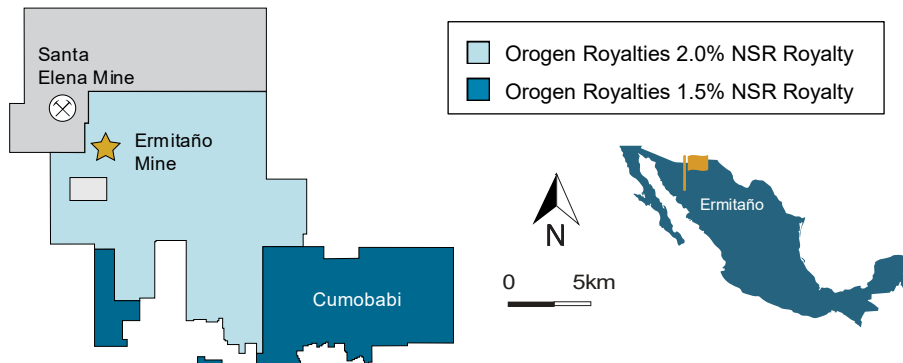 Santa
Elena Mine
Ermitaño
Mine
Cumobabi
Orogen Royalties 2.0% NSR Royalty
Orogen Royalties 1.5% NSR Royalty
N
0 5km
Ermitaño